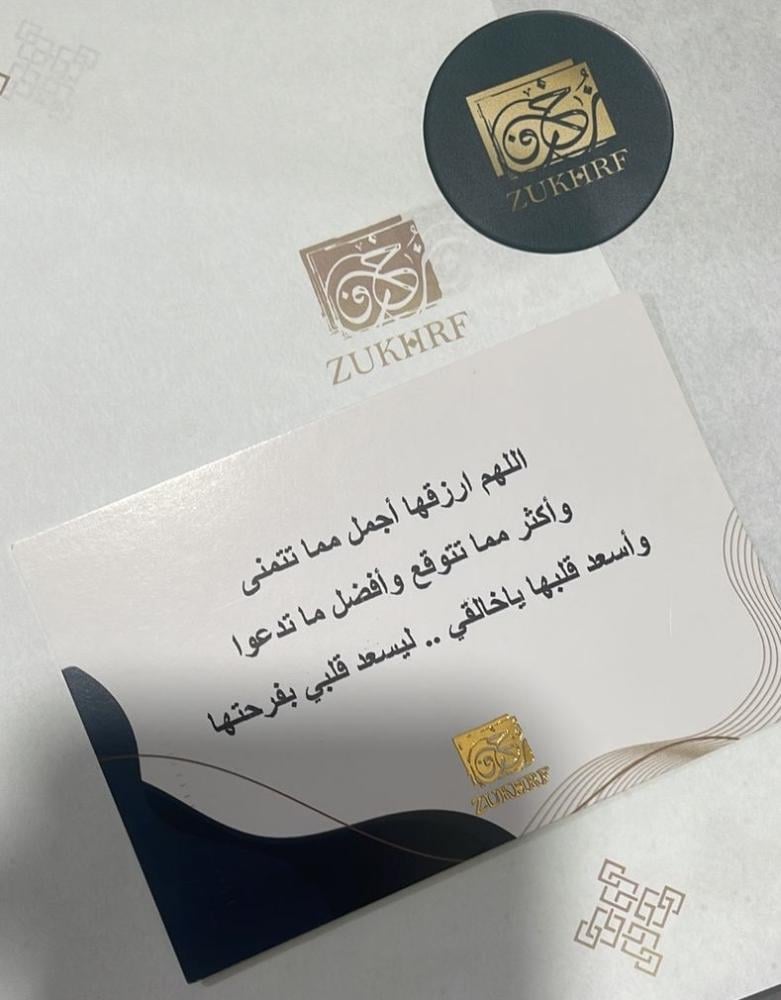 زخرف
ZUKHRF
زخرف
ZUKHRF
اللهم ارزقها أجمل مما تتمنى
وأكثر مما تتوقع وأفضل ما تدعوا
وأسعد قلبها ياخالقي .. ليسعد قلبي بفرحتها
زخرف
ZUKHRF